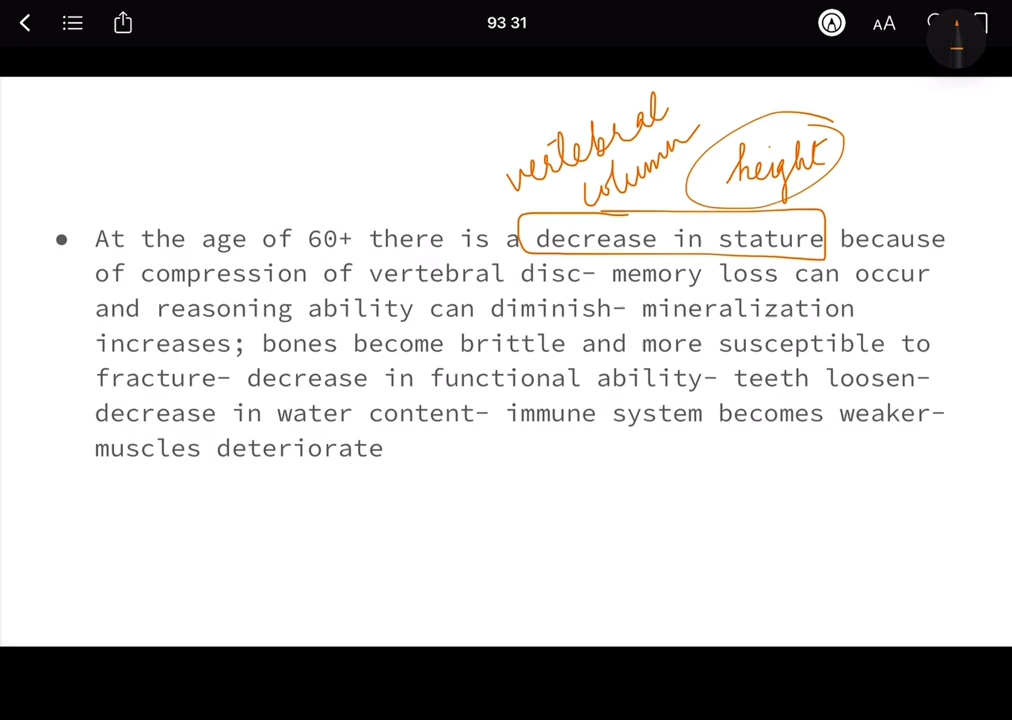 93 31
AA
vertebral
column
height
• At the age of 60+ there is a decrease in stature because
of compression of vertebral disc- memory loss can occur
and reasoning ability can diminish- mineralization
increases; bones become brittle and more susceptible to
fracture- decrease in functional ability- teeth loosen-
decrease in water content- immune system becomes weaker-
muscles deteriorate